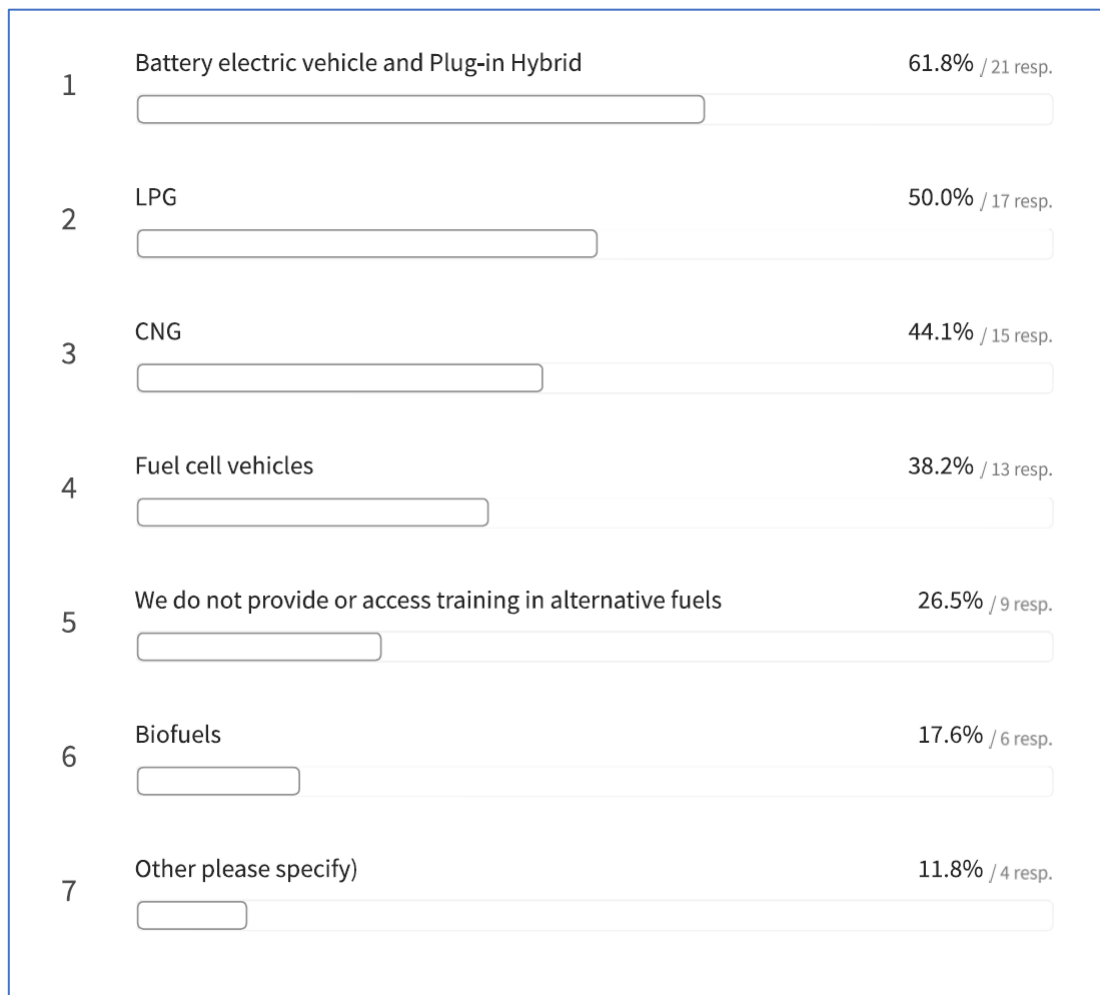 1
Battery electric vehicle and Plug-in Hybrid 61.8% / 21 resp.
2
LPG 50.0% / 17 resp.
3
CNG 44.1% / 15 resp.
4
Fuel cell vehicles 38.2% / 13 resp.
5
We do not provide or access training in alternative fuels 26.5% / 9 resp.
6
Biofuels 17.6% / 6 resp.
7
Other please specify) 11.8% / 4 resp.